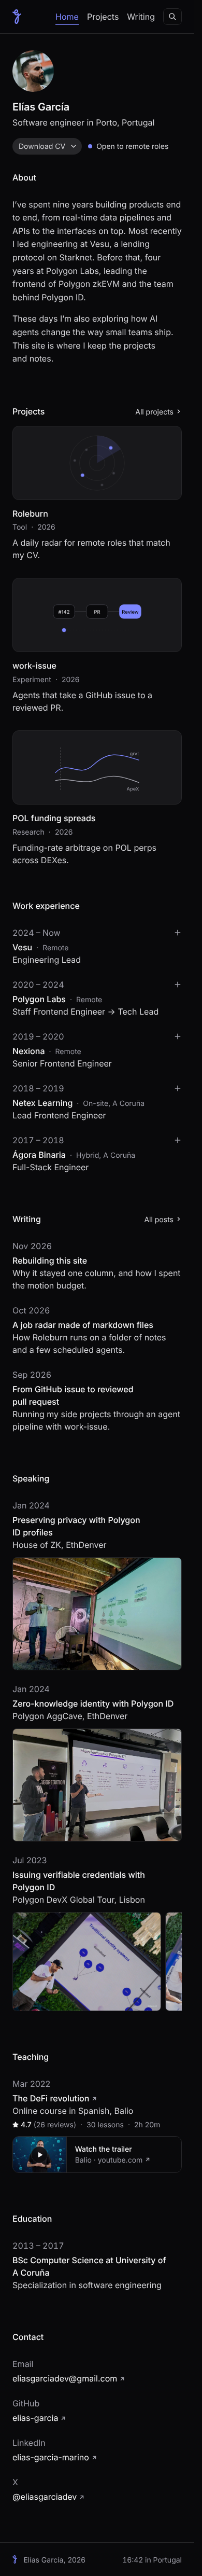 Home Projects Writing
Elías García
Software engineer in Porto, Portugal
Download CV
Open to remote roles
About
I've spent nine years building products end
to end, from real-time data pipelines and
APIs to the interfaces on top. Most recently
I led engineering at Vesu, a lending
protocol on Starknet. Before that, four
years at Polygon Labs, leading the
frontend of Polygon zkEVM and the team
behind Polygon ID.
These days I'm also exploring how AI
agents change the way small teams ship.
This site is where I keep the projects
and notes.
Projects
All projects
Roleburn
Tool · 2026
A daily radar for remote roles that match
my CV.
#142 PR Review
work-issue
Experiment · 2026
Agents that take a GitHub issue to a
reviewed PR.
grvt
ApeX
POL funding spreads
Research · 2026
Funding-rate arbitrage on POL perps
across DEXes.
Work experience
2024 – Now
Vesu · Remote
Engineering Lead
2020 – 2024
Polygon Labs · Remote
Staff Frontend Engineer → Tech Lead
2019 – 2020
Nexiona · Remote
Senior Frontend Engineer
2018 – 2019
Netex Learning · On-site, A Coruña
Lead Frontend Engineer
2017 – 2018
Ágora Binaria · Hybrid, A Coruña
Full-Stack Engineer
Writing
All posts
Nov 2026
Rebuilding this site
Why it stayed one column, and how I spent
the motion budget.
Oct 2026
A job radar made of markdown files
How Roleburn runs on a folder of notes
and a few scheduled agents.
Sep 2026
From GitHub issue to reviewed
pull request
Running my side projects through an agent
pipeline with work-issue.
Speaking
Jan 2024
Preserving privacy with Polygon
ID profiles
House of ZK, EthDenver
Jan 2024
Zero-knowledge identity with Polygon ID
Polygon AggCave, EthDenver
Jul 2023
Issuing verifiable credentials with
Polygon ID
Polygon DevX Global Tour, Lisbon
Teaching
Mar 2022
The DeFi revolution ↗
Online course in Spanish, Balio
★ 4.7 (26 reviews) · 30 lessons · 2h 20m
Watch the trailer
Balio · youtube.com ↗
Education
2013 – 2017
BSc Computer Science at University of
A Coruña
Specialization in software engineering
Contact
Email
eliasgarciadev@gmail.com ↗
GitHub
elias-garcia ↗
LinkedIn
elias-garcia-marino ↗
X
@eliasgarciadev ↗
Elías García, 2026
16:42 in Portugal